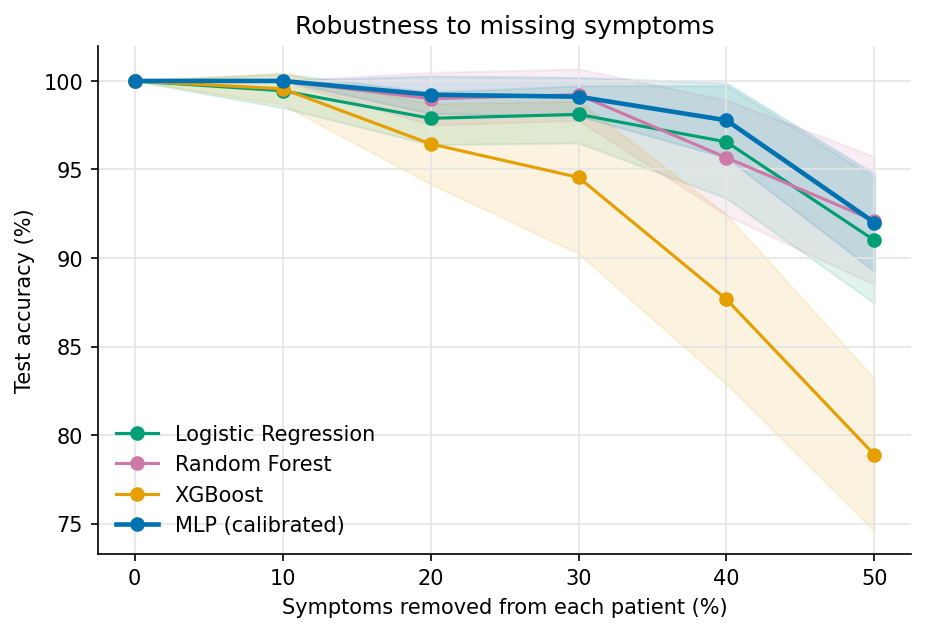 Robustness to missing symptoms
Test accuracy (%)
100
95
90
85
80
75
Logistic Regression
Random Forest
XGBoost
MLP (calibrated)
0 10 20 30 40 50
Symptoms removed from each patient (%)